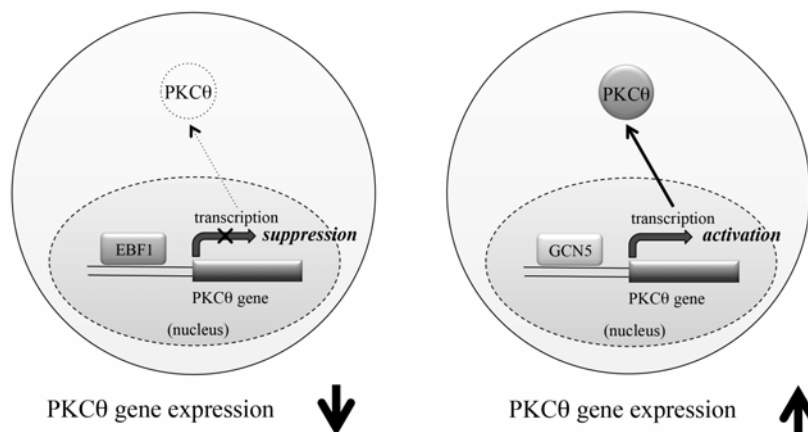 PKCθ
transcription
suppression
EBF1
PKCθ gene
(nucleus)
PKCθ gene expression
PKCθ
transcription
activation
GCN5
PKCθ gene
(nucleus)
PKCθ gene expression